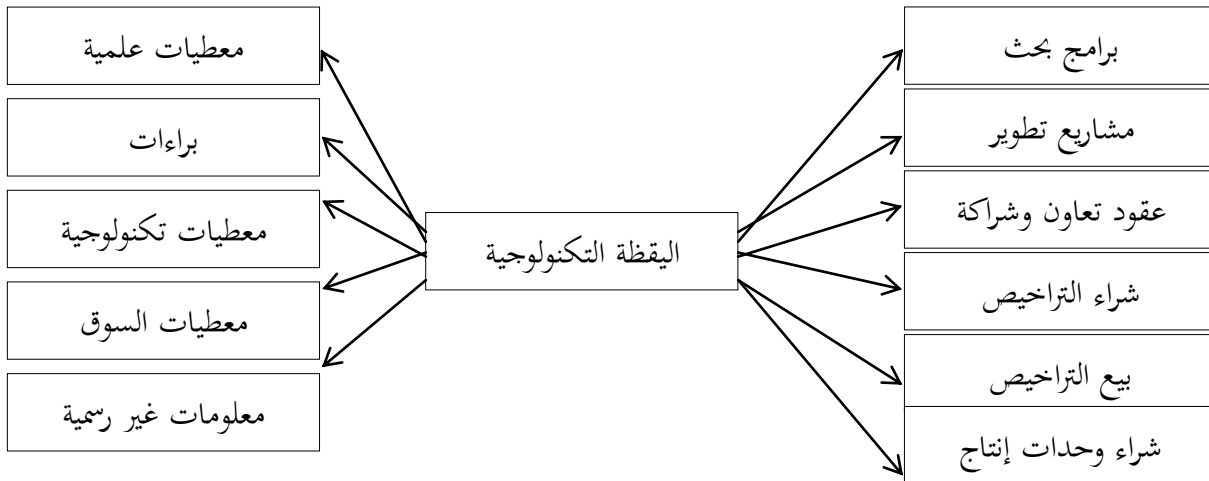 برامج بحث
مشاريع تطوير
عقود تعاون وشراكة
شراء التراخيص
بيع التراخيص
شراء وحدات إنتاج
اليقظة التكنولوجية
معطيات علمية
براءات
معطيات تكنولوجية
معطيات السوق
معلومات غير رسمية